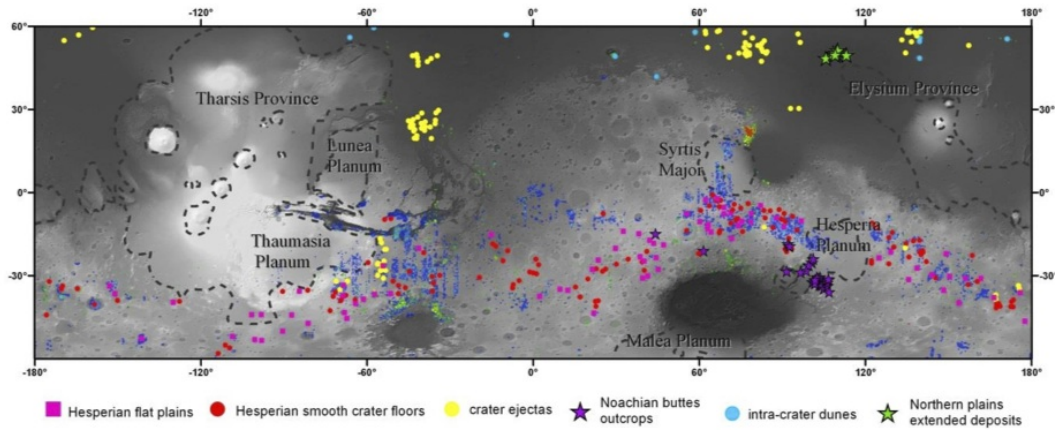 -180° -120° -60° 0° 60° 120° 180°
60° 60°
Tharsis Province
Elysium Province
30° 30°
Lunea
Planum
Syrtis
Major
0° 0°
Hesperia
Planum
Thaumasia
Planum
-30° -30°
Malea Planum
-180° -120° -60° 0° 60° 120° 180°
Hesperian flat plains
Hesperian smooth crater floors
crater ejectas
Noachian buttes
outcrops
intra-crater dunes
Northern plains
extended deposits